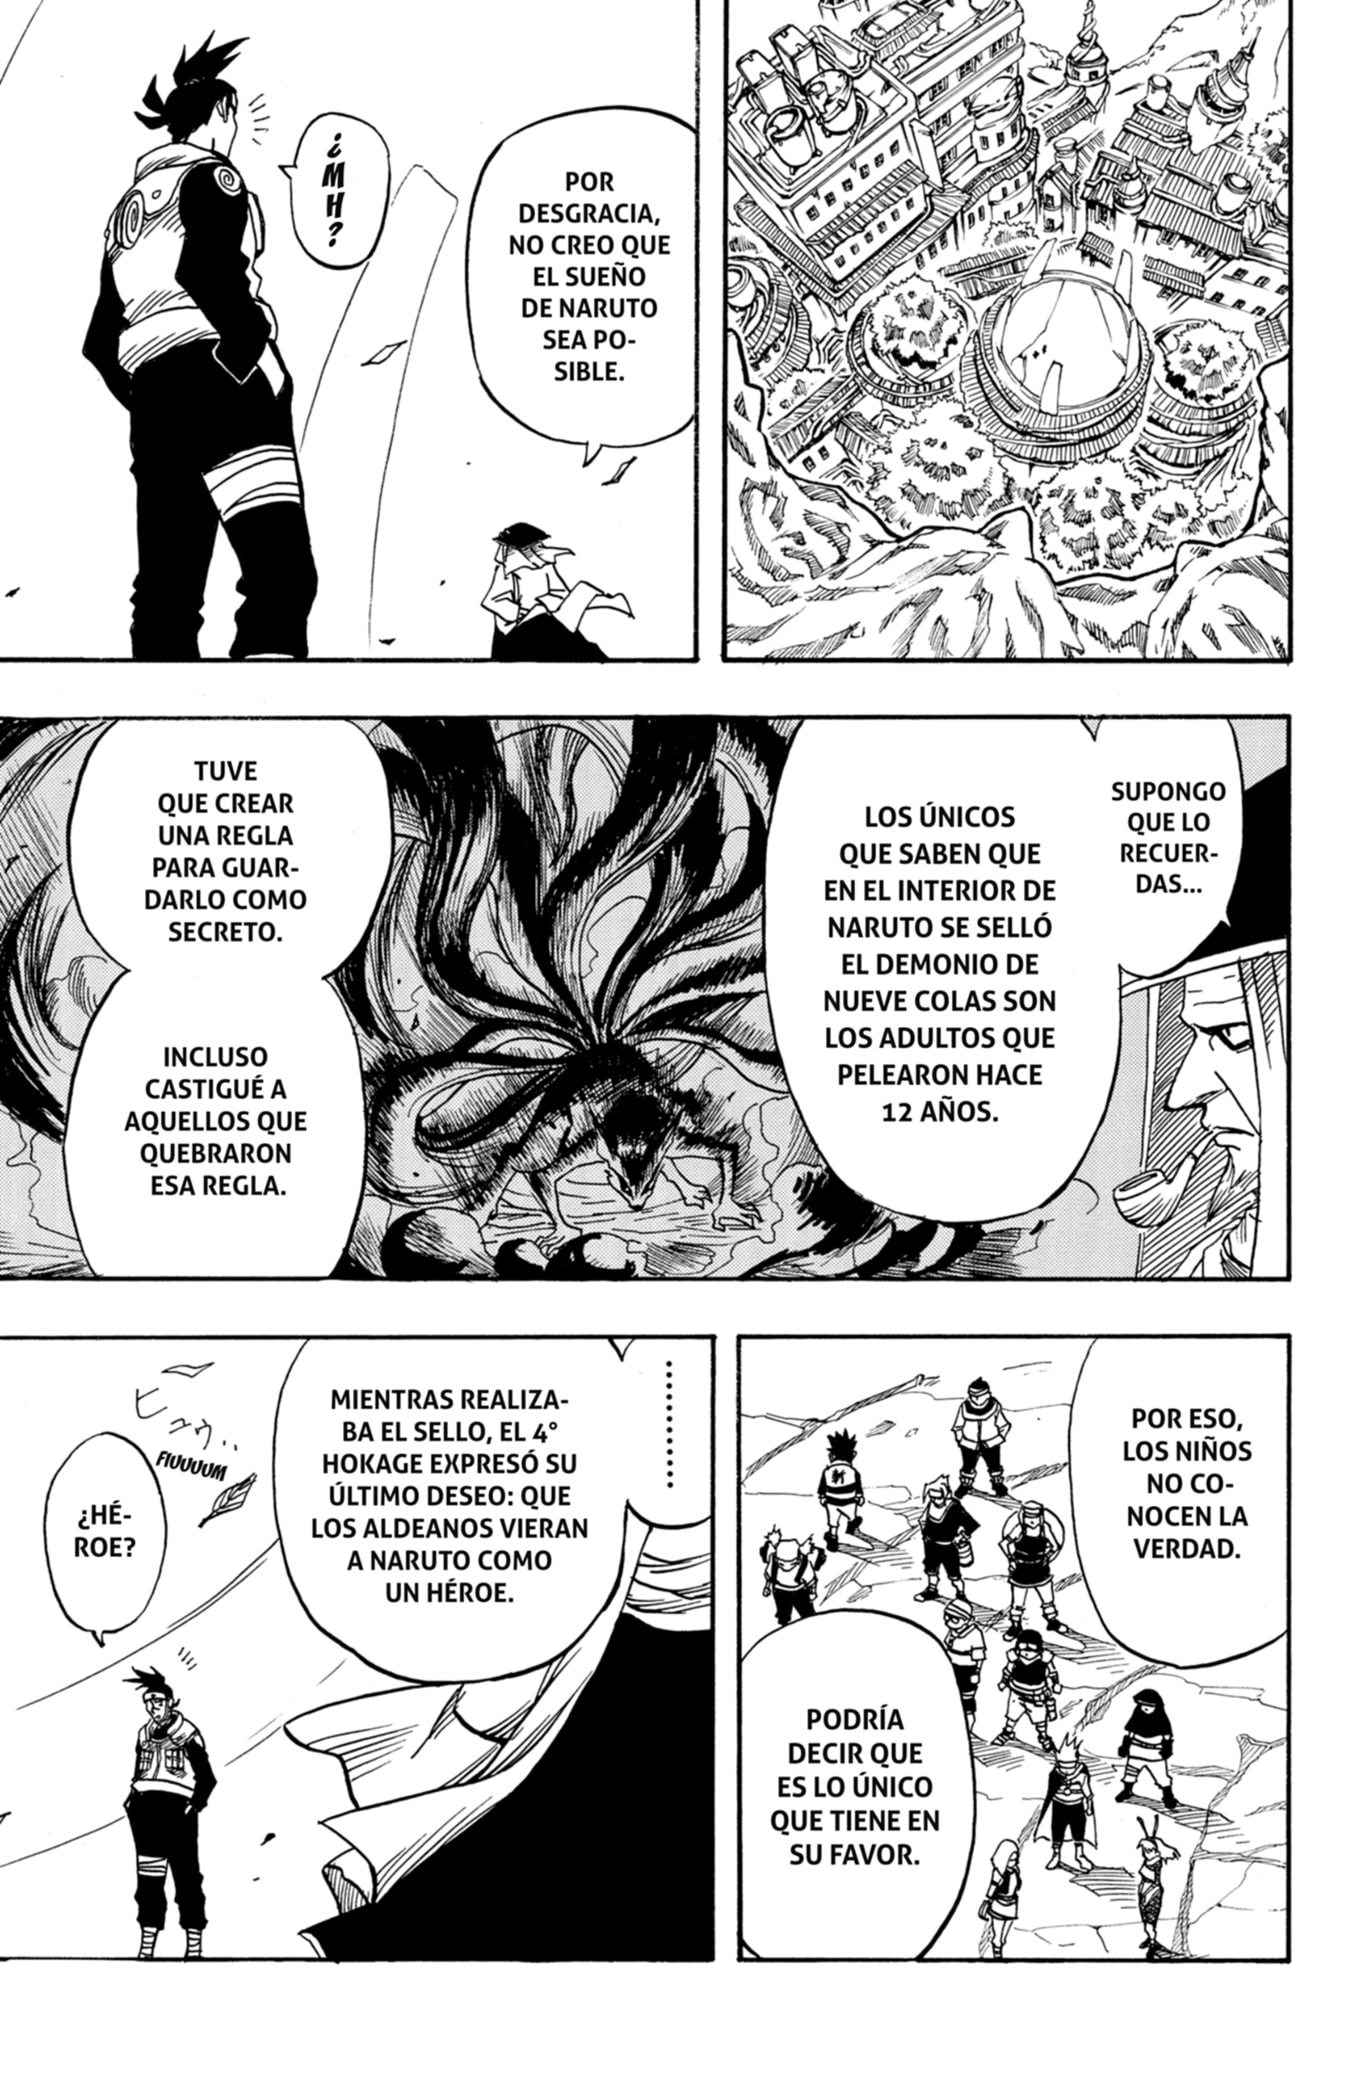 POR
DESGRACIA,
NO CREO QUE
EL SUEÑO
DE NARUTO
SEA PO-
SIBLE.
¿MH?
SUPONGO
QUE LO
RECUER-
DAS...
LOS ÚNICOS
QUE SABEN QUE
EN EL INTERIOR DE
NARUTO SE SELLÓ
EL DEMONIO DE
NUEVE COLAS SON
LOS ADULTOS QUE
PELEARON HACE
12 AÑOS.
TUVE
QUE CREAR
UNA REGLA
PARA GUAR-
DARLO COMO
SECRETO.
INCLUSO
CASTIGUÉ A
AQUELLOS QUE
QUEBRARON
ESA REGLA.
POR ESO,
LOS NIÑOS
NO CO-
NOCEN LA
VERDAD.
斬
PODRÍA
DECIR QUE
ES LO ÚNICO
QUE TIENE EN
SU FAVOR.
..........
MIENTRAS REALIZA-
BA EL SELLO, EL 4°
HOKAGE EXPRESÓ SU
ÚLTIMO DESEO: QUE
LOS ALDEANOS VIERAN
A NARUTO COMO
UN HÉROE.
ヒュウ..
FIUUUUM
¿HÉ-
ROE?